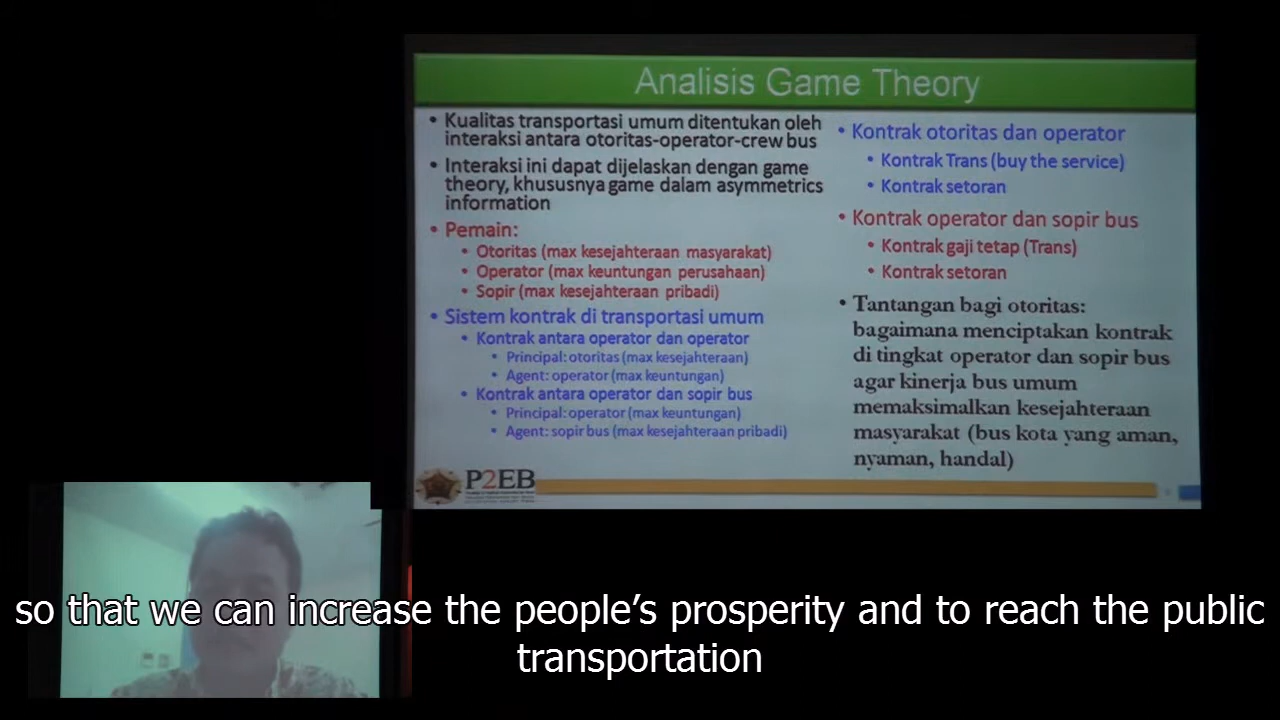 Analisis Game Theory
• Kualitas transportasi umum ditentukan oleh
interaksi antara otoritas-operator-crew bus
• Interaksi ini dapat dijelaskan dengan game
theory, khususnya game dalam asymmetrics
information
• Pemain:
• Otoritas (max kesejahteraan masyarakat)
• Operator (max keuntungan perusahaan)
• Sopir (max kesejahteraan pribadi)
• Sistem kontrak di transportasi umum
• Kontrak antara operator dan operator
• Principal: otoritas (max kesejahteraan)
• Agent: operator (max keuntungan)
• Kontrak antara operator dan sopir bus
• Principal: operator (max keuntungan)
• Agent: sopir bus (max kesejahteraan pribadi)
• Kontrak otoritas dan operator
• Kontrak Trans (buy the service)
• Kontrak setoran
• Kontrak operator dan sopir bus
• Kontrak gaji tetap (Trans)
• Kontrak setoran
• Tantangan bagi otoritas:
bagaimana menciptakan kontrak
di tingkat operator dan sopir bus
agar kinerja bus umum
memaksimalkan kesejahteraan
masyarakat (bus kota yang aman,
nyaman, handal)
P2EB
so that we can increase the people's prosperity and to reach the public
transportation